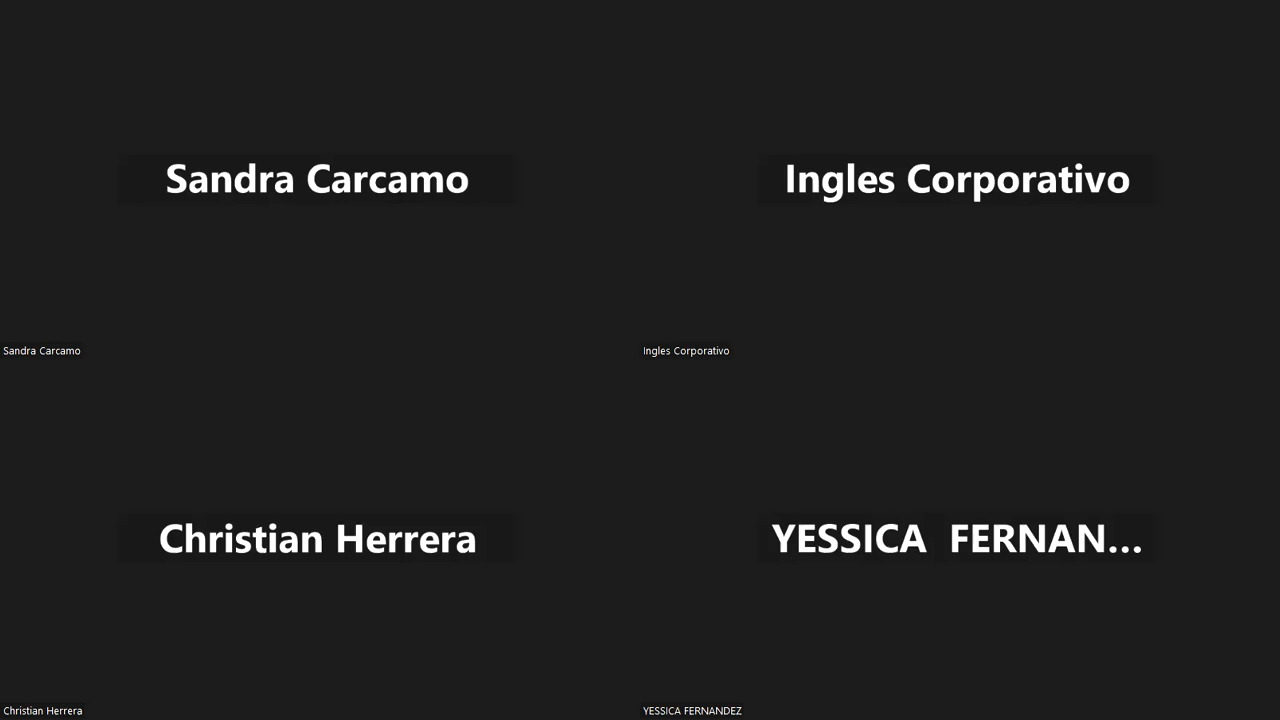 Sandra Carcamo
Ingles Corporativo
Sandra Carcamo
Ingles Corporativo
Christian Herrera
YESSICA  FERNAN...
Christian Herrera
YESSICA FERNANDEZ